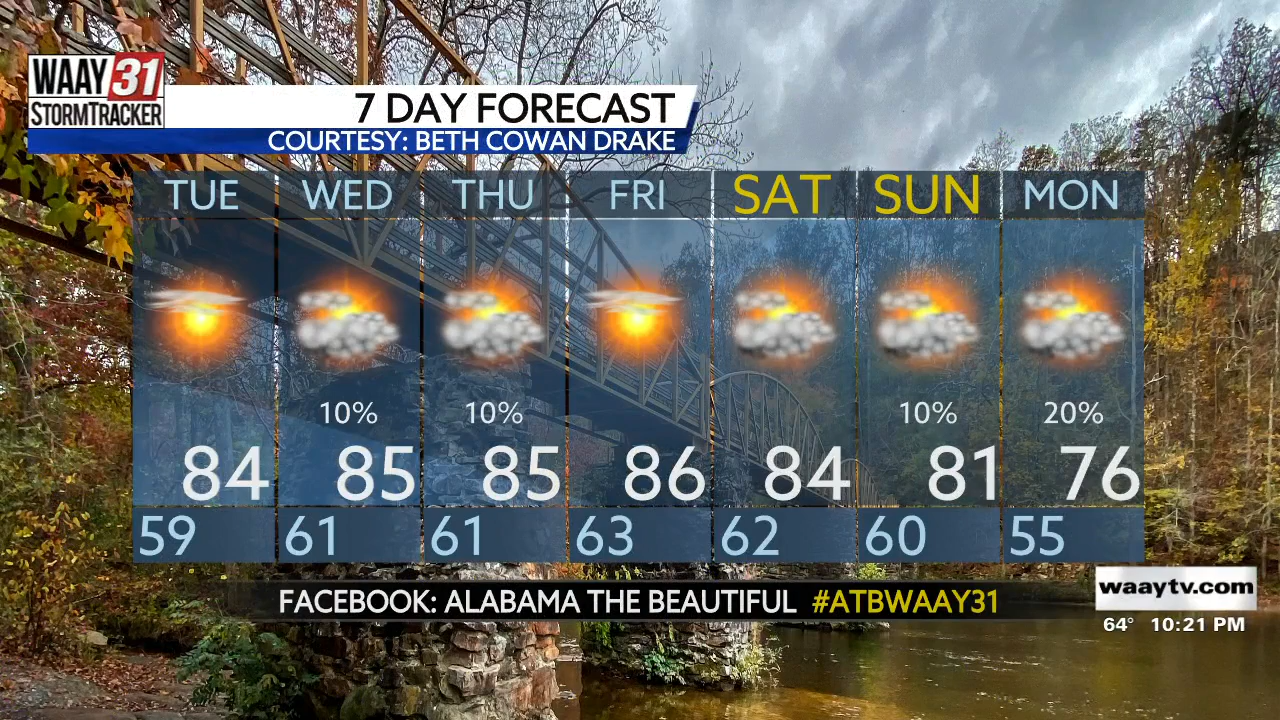 WAAY 31
STORMTRACKER
7 DAY FORECAST
COURTESY: BETH COWAN DRAKE
TUE WED THU FRI SAT SUN MON
10% 10% 10% 20%
84 85 85 86 84 81 76
59 61 61 63 62 60 55
FACEBOOK: ALABAMA THE BEAUTIFUL #ATBWAAY31
waaytv.com
64° 10:21 PM